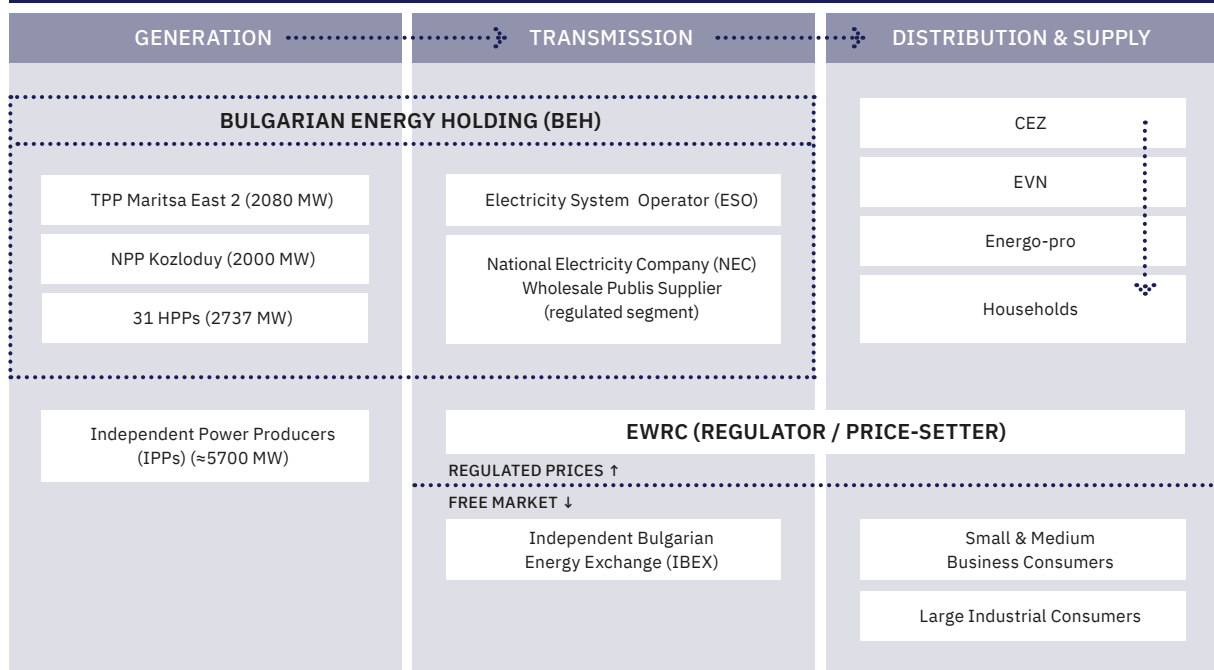 GENERATION
TRANSMISSION
DISTRIBUTION & SUPPLY
BULGARIAN ENERGY HOLDING (BEH)
TPP Maritsa East 2 (2080 MW)
NPP Kozloduy (2000 MW)
31 HPPs (2737 MW)
Independent Power Producers
(IPPs) (≈5700 MW)
Electricity System Operator (ESO)
National Electricity Company (NEC)
Wholesale Publis Supplier
(regulated segment)
CEZ
EVN
Energo-pro
Households
EWRC (REGULATOR / PRICE-SETTER)
REGULATED PRICES ↑
FREE MARKET ↓
Independent Bulgarian
Energy Exchange (IBEX)
Small & Medium
Business Consumers
Large Industrial Consumers